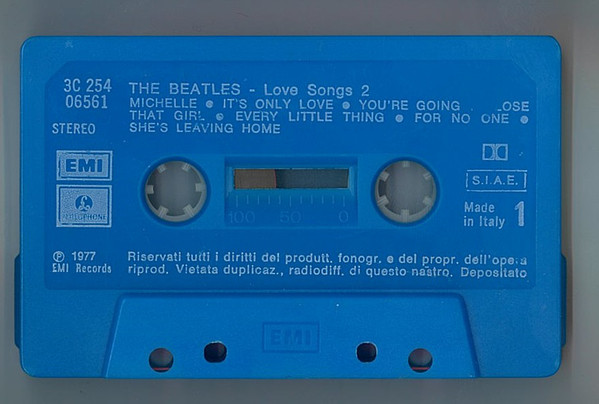 3C 254
06561
STEREO
EMI
PARLOPHONE
℗ 1977
EMI Records
THE BEATLES - Love Songs 2
MICHELLE ● IT'S ONLY LOVE ● YOU'RE GOING LOSE
THAT GIRL ● EVERY LITTLE THING ● FOR NO ONE ●
SHE'S LEAVING HOME
100 50 0
S.I.A.E.
Made
in Italy 1
Riservati tutti i diritti del produtt. fonogr. e del propr. dell'opera
riprod. Vietata duplicaz., radiodiff. di questo nastro. Depositato
EMI